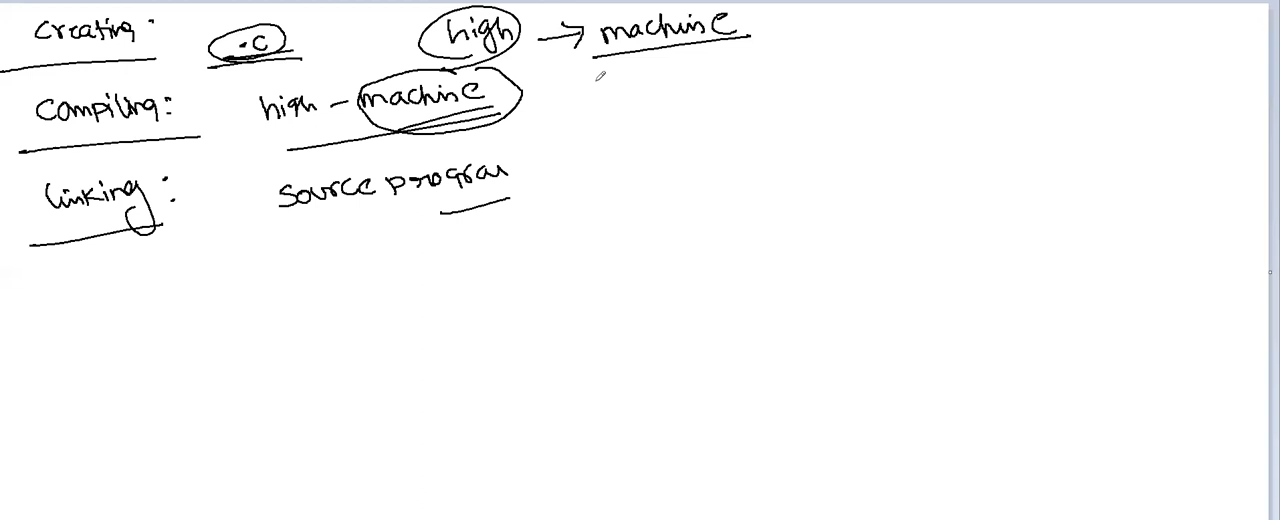 Creating: .C high → machine
Compiling: high - machine
Linking: Source program